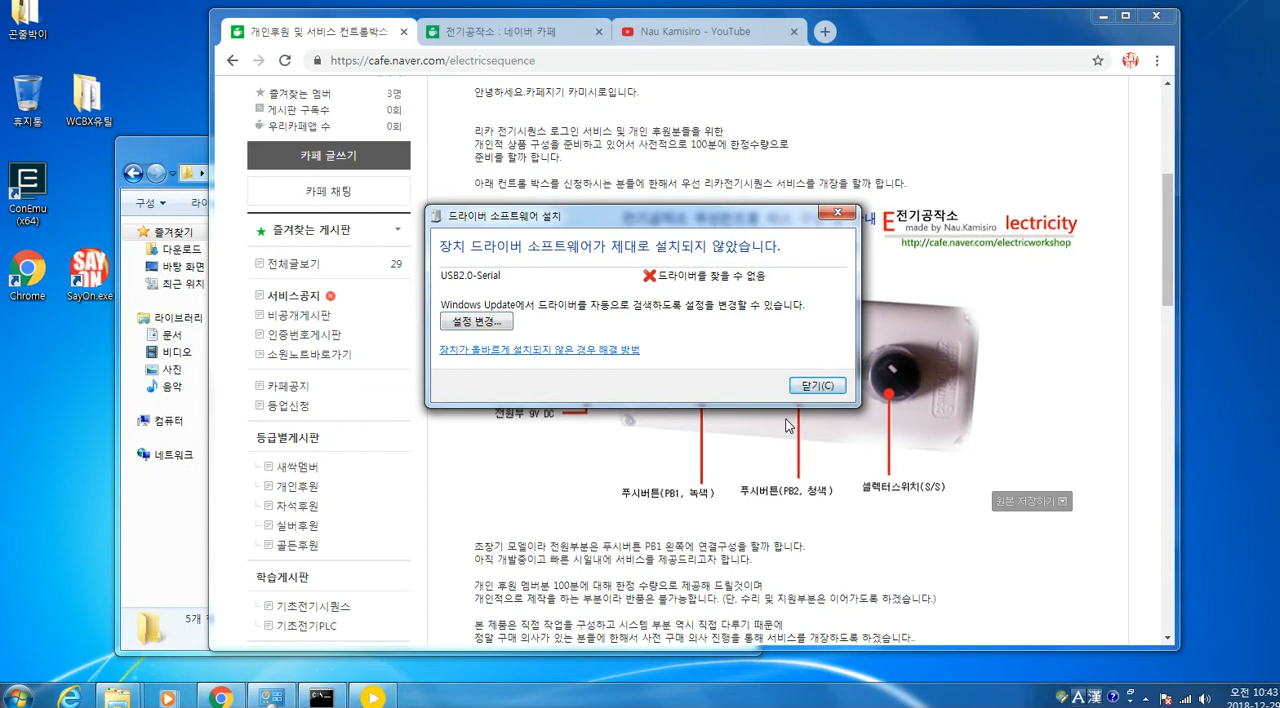 곤줄박이
휴지통
WCBX유틸
ConEmu
(x64)
Chrome
SayOn.exe
SAY
ON
구성
라이
즐겨찾기
다운로드
바탕 화면
최근 위치
라이브러리
문서
비디오
사진
음악
컴퓨터
네트워크
5개
개인후원 및 서비스 컨트롤박스
전기공작소 : 네이버 카페
Nau Kamisiro - YouTube
https://cafe.naver.com/electricsequence
즐겨찾는 멤버 3명
게시판 구독수 0회
우리카페앱 수 0회
카페 글쓰기
카페 채팅
즐겨찾는 게시판
전체글보기 29
서비스공지
비공개게시판
인증번호게시판
소원노트바로가기
카페공지
등업신청
등급별게시판
새싹멤버
개인후원
자석후원
실버후원
골든후원
학습게시판
기초전기시퀀스
기초전기PLC
안녕하세요.카페지기 카미시로입니다.
리카 전기시퀀스 로그인 서비스 및 개인 후원분들을 위한
개인적 상품 구성을 준비하고 있어서 사전적으로 100분에 한정수량으로
준비를 할까 합니다.
아래 컨트롤 박스를 신청하시는 분들에 한해서 우선 리카전기시퀀스 서비스를 개장을 할까 합니다.
내
E전기공작소
made by Nau.Kamisiro lectricity
http://cafe.naver.com/electricworkshop
드라이버 소프트웨어 설치
장치 드라이버 소프트웨어가 제대로 설치되지 않았습니다.
USB2.0-Serial 드라이버를 찾을 수 없음
Windows Update에서 드라이버를 자동으로 검색하도록 설정을 변경할 수 있습니다.
설정 변경...
장치가 올바르게 설치되지 않은 경우 해결 방법
닫기(C)
전원부 9V DC
푸시버튼(PB1, 녹색)
푸시버튼(PB2, 청색)
셀렉터스위치(S/S)
원본 저장하기
초장기 모델이라 전원부분은 푸시버튼 PB1 왼쪽에 연결구성을 할까 합니다.
아직 개발중이고 빠른 시일내에 서비스를 제공드리고자 합니다.
개인 후원 멤버분 100분에 대해 한정 수량으로 제공해 드릴것이며
개인적으로 제작을 하는 부분이라 반품은 불가능합니다. (단, 수리 및 지원부분은 이어가도록 하겠습니다.)
본 제품은 직접 작업을 구성하고 시스템 부분 역시 직접 다루기 때문에
정말 구매 의사가 있는 분들에 한해서 사전 구매 의사 진행을 통해 서비스를 개장하도록 하겠습니다..
A 漢
오전 10:43
2018-12-29